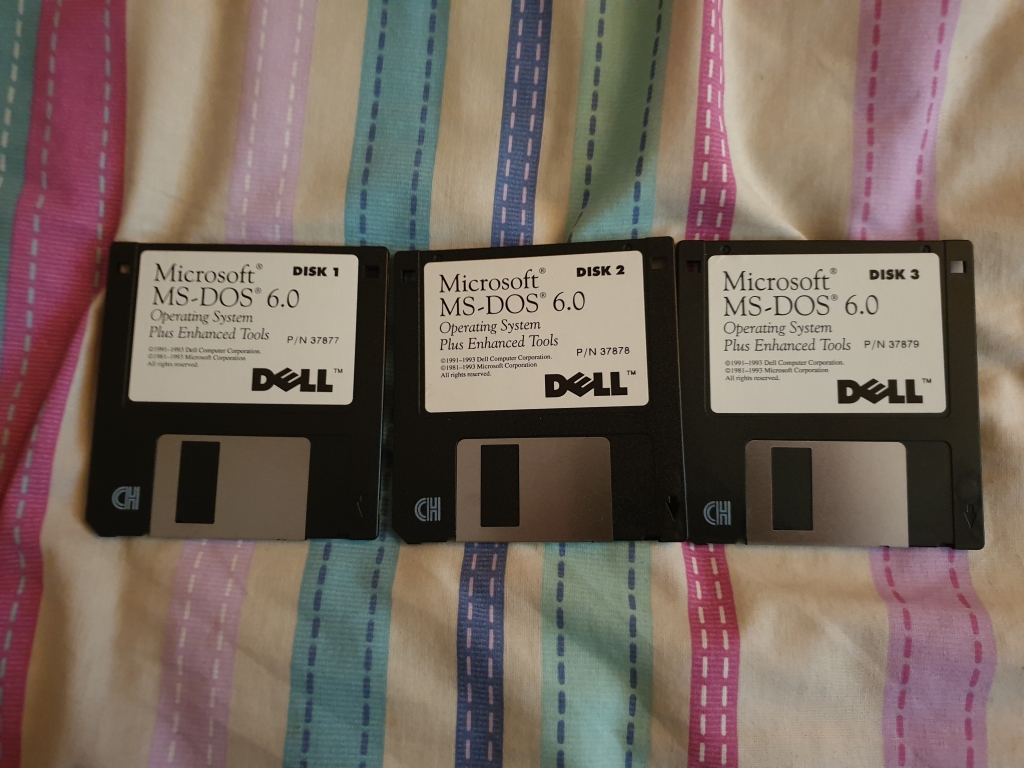 Microsoft® DISK 1
MS-DOS® 6.0
Operating System
Plus Enhanced Tools P/N 37877
©1991-1993 Dell Computer Corporation.
©1981-1993 Microsoft Corporation
All rights reserved.
DELL™
HD
Microsoft® DISK 2
MS-DOS® 6.0
Operating System
Plus Enhanced Tools
P/N 37878
©1991-1993 Dell Computer Corporation.
©1981-1993 Microsoft Corporation
All rights reserved.
DELL™
HD
Microsoft® DISK 3
MS-DOS® 6.0
Operating System
Plus Enhanced Tools P/N 37879
©1991-1993 Dell Computer Corporation.
©1981-1993 Microsoft Corporation
All rights reserved.
DELL™
HD